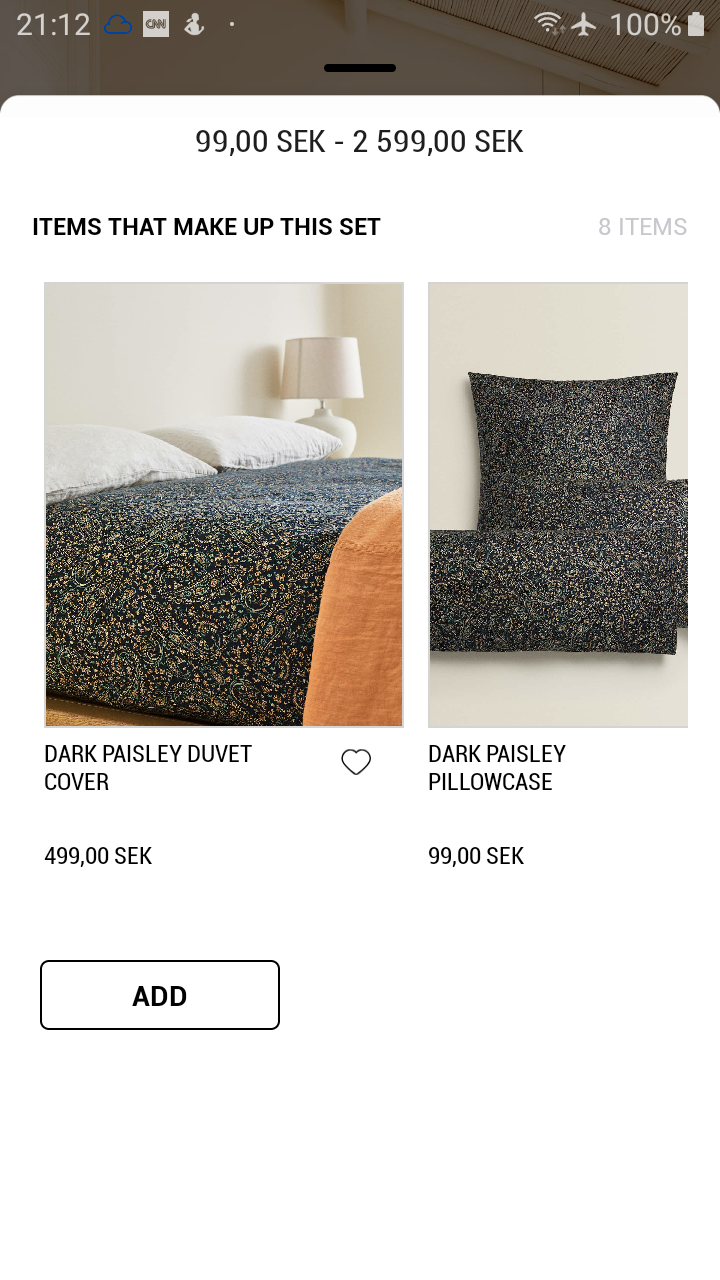 21:12 CNN 100%
99,00 SEK - 2 599,00 SEK
ITEMS THAT MAKE UP THIS SET 8 ITEMS
DARK PAISLEY DUVET
COVER
499,00 SEK
DARK PAISLEY
PILLOWCASE
99,00 SEK
ADD